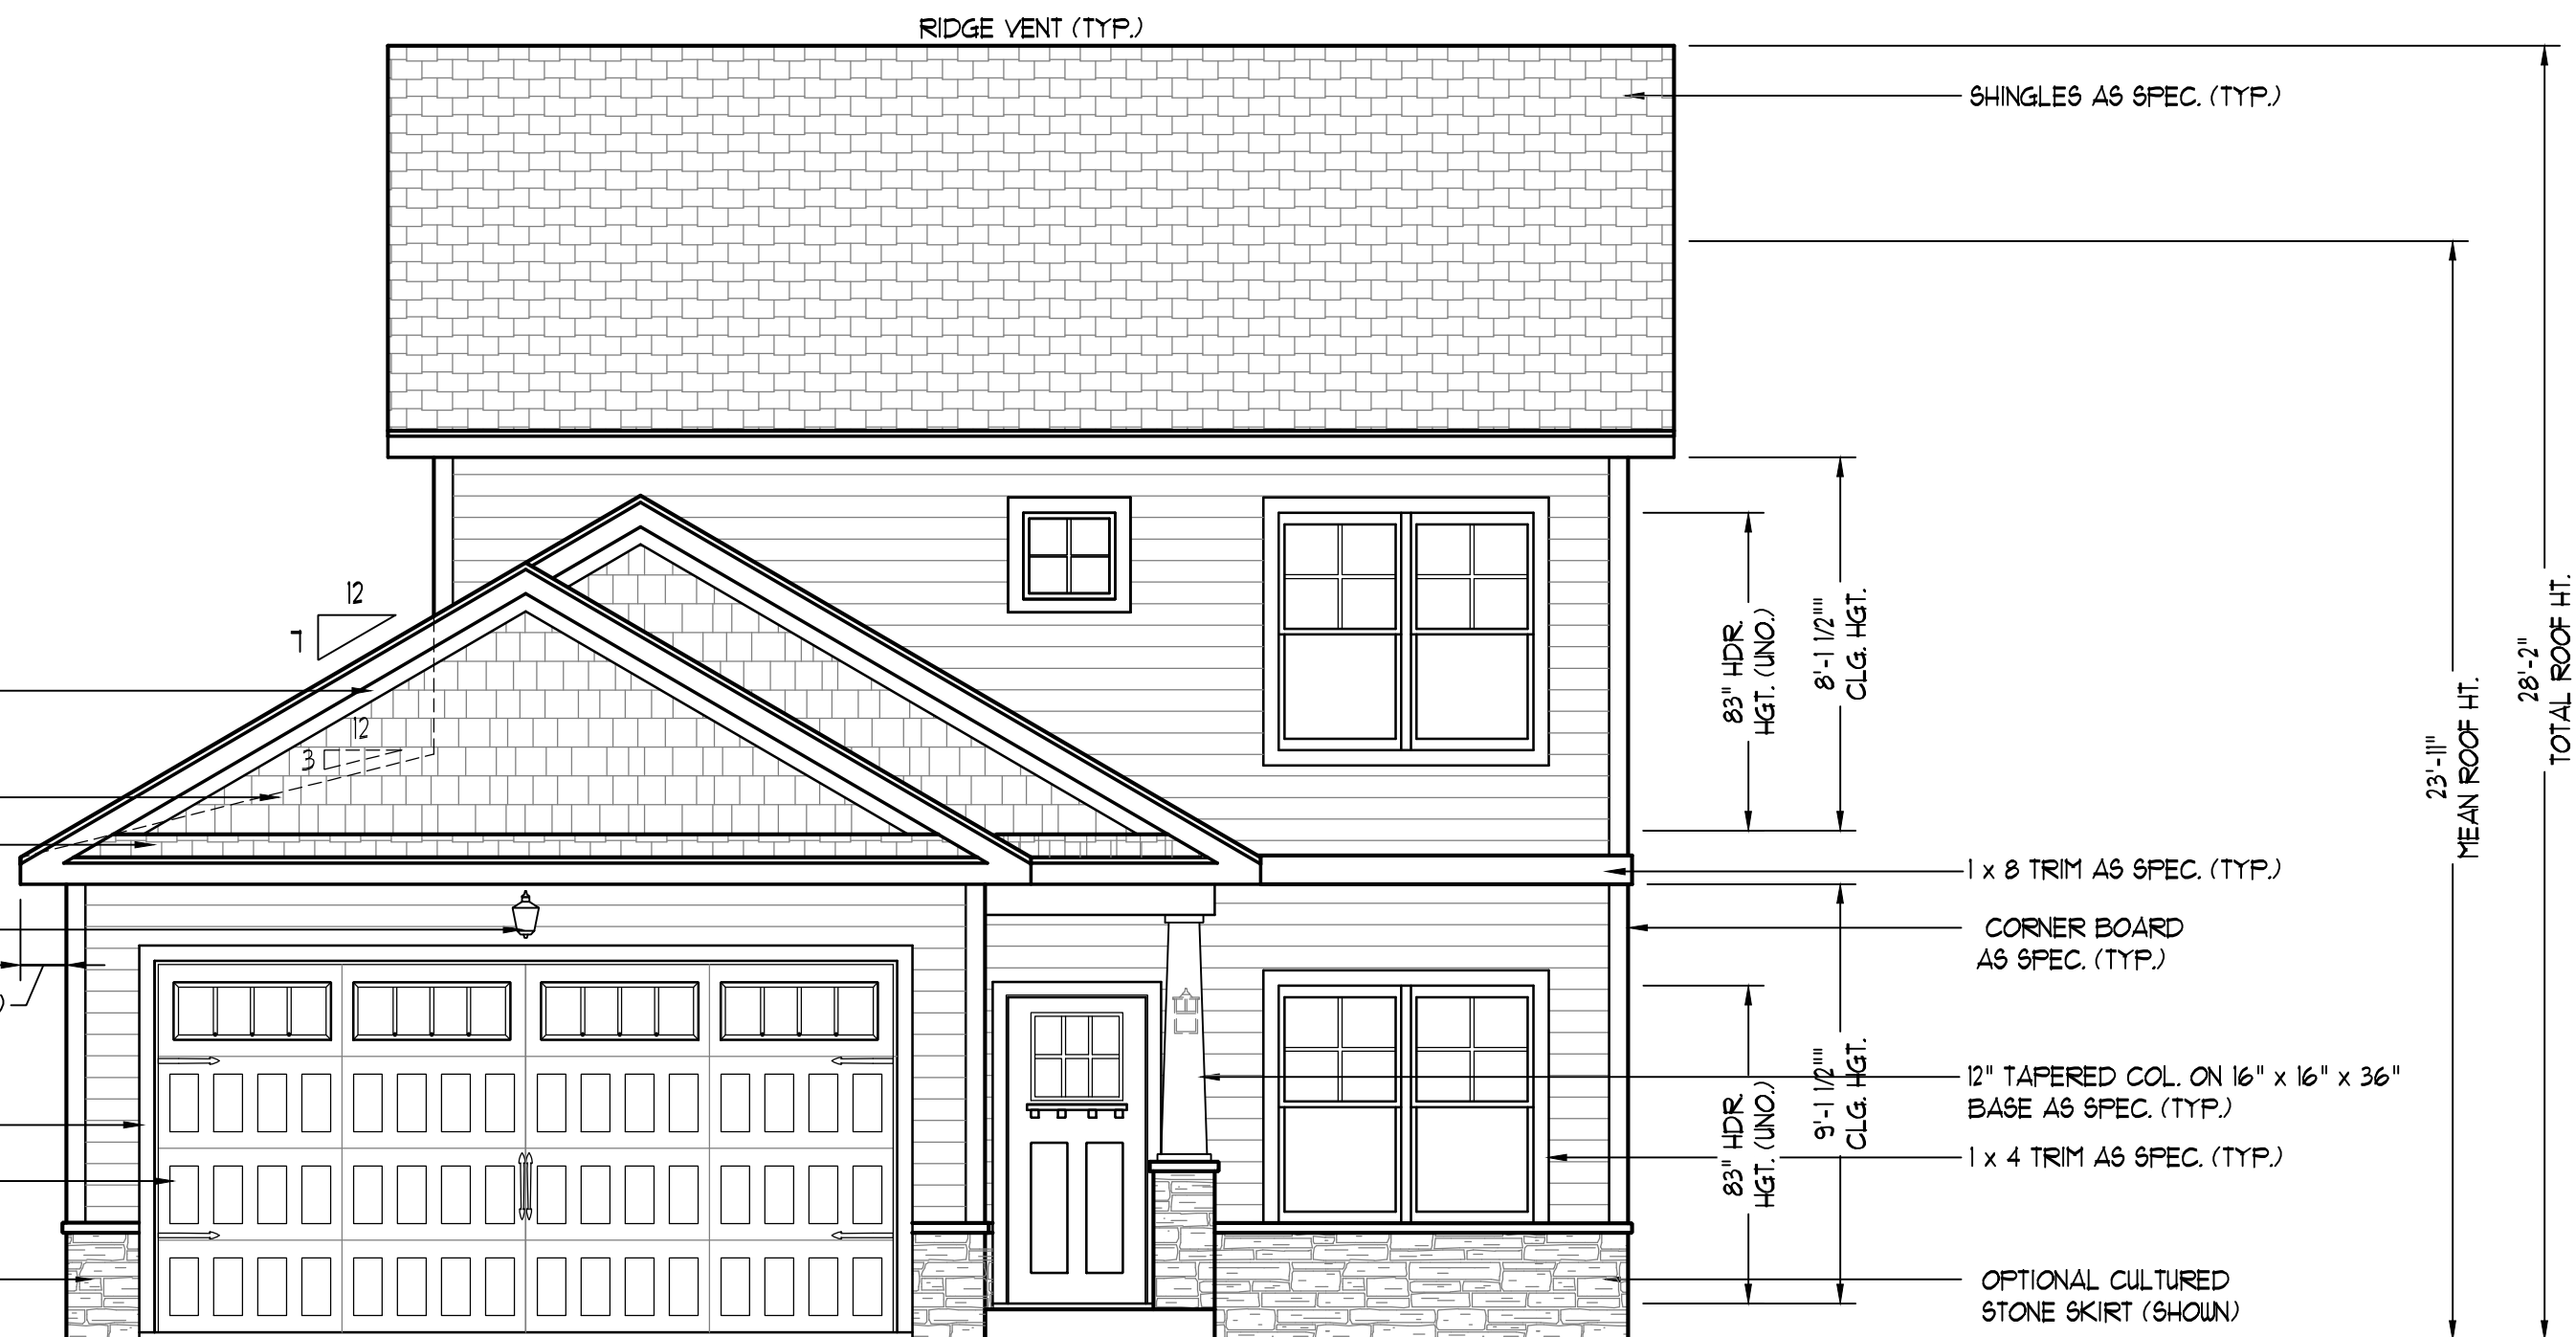 RIDGE VENT (TYP.)
SHINGLES AS SPEC. (TYP.)
12
7
12
3
83" HDR.
HGT. (UNO.)
8'-1 1/2""
CLG. HGT.
23'-11"
MEAN ROOF HT.
28'-2"
TOTAL ROOF HT.
1 x 8 TRIM AS SPEC. (TYP.)
CORNER BOARD
AS SPEC. (TYP.)
)
83" HDR.
HGT. (UNO.)
9'-1 1/2""
CLG. HGT.
12" TAPERED COL. ON 16" x 16" x 36"
BASE AS SPEC. (TYP.)
1 x 4 TRIM AS SPEC. (TYP.)
OPTIONAL CULTURED
STONE SKIRT (SHOWN)